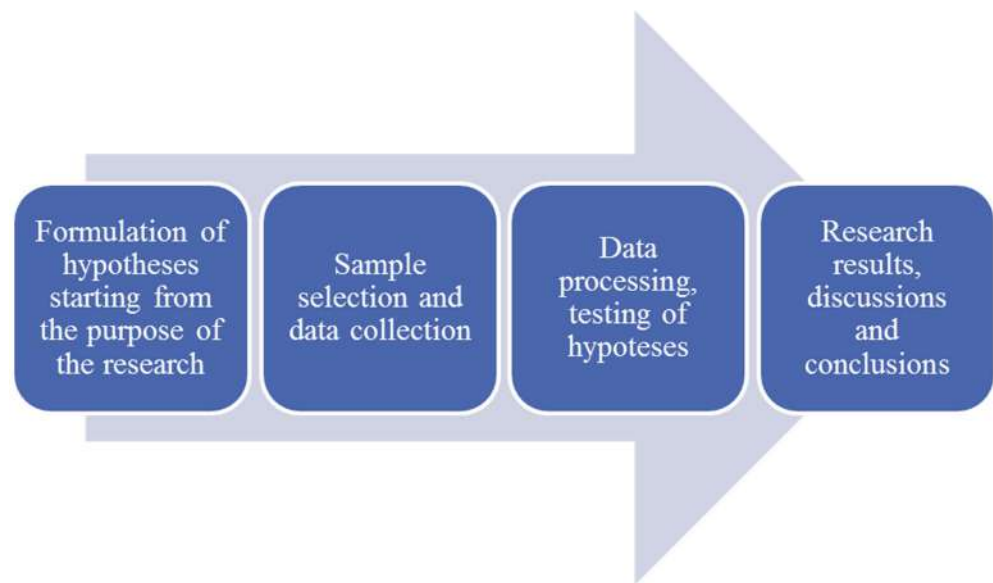 Formulation of
hypotheses
starting from
the purpose of
the research
Sample
selection and
data collection
Data
processing,
testing of
hypoteses
Research
results,
discussions
and
conclusions